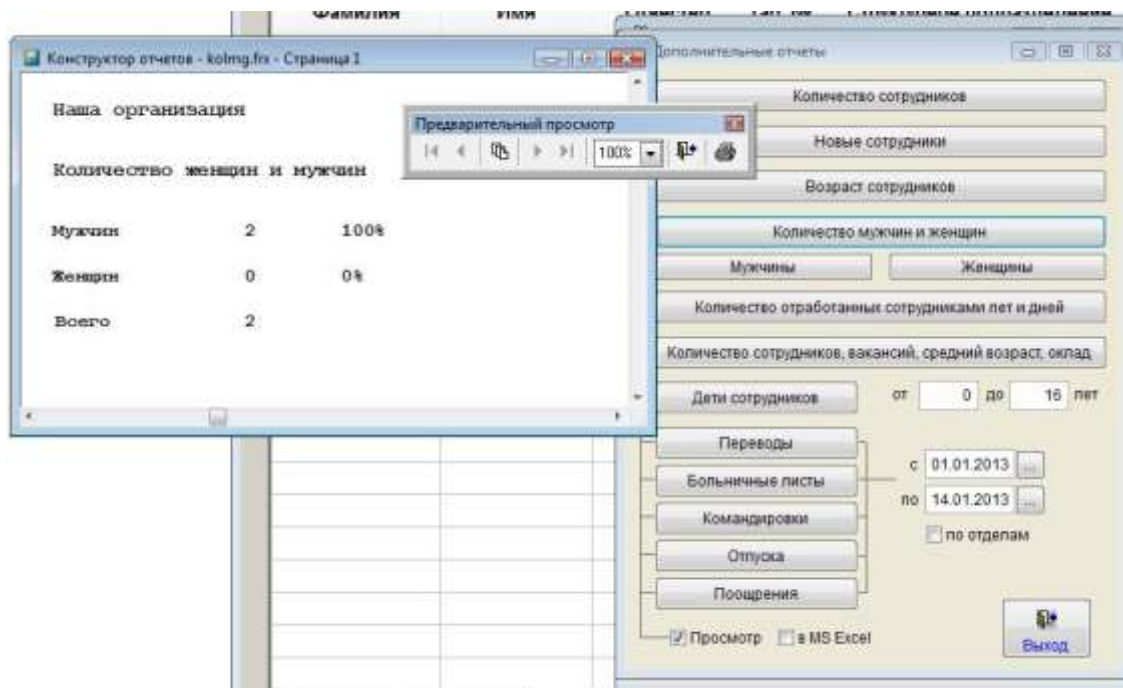 Фамилия Имя
Конструктор отчетов - kolmg.frx - Страница 1
Наша организация
Количество женщин и мужчин
Мужчин 2 100%
Женщин 0 0%
Всего 2
Предварительный просмотр
100%
Дополнительные отчеты
Количество сотрудников
Новые сотрудники
Возраст сотрудников
Количество мужчин и женщин
Мужчины Женщины
Количество отработанных сотрудниками лет и дней
Количество сотрудников, вакансий, средний возраст, оклад
Дети сотрудников от 0 до 16 лет
Переводы
Больничные листы
Командировки
Отпуска
Поощрения
с 01.01.2013 ...
по 14.01.2013 ...
по отделам
Просмотр в MS Excel
Выход